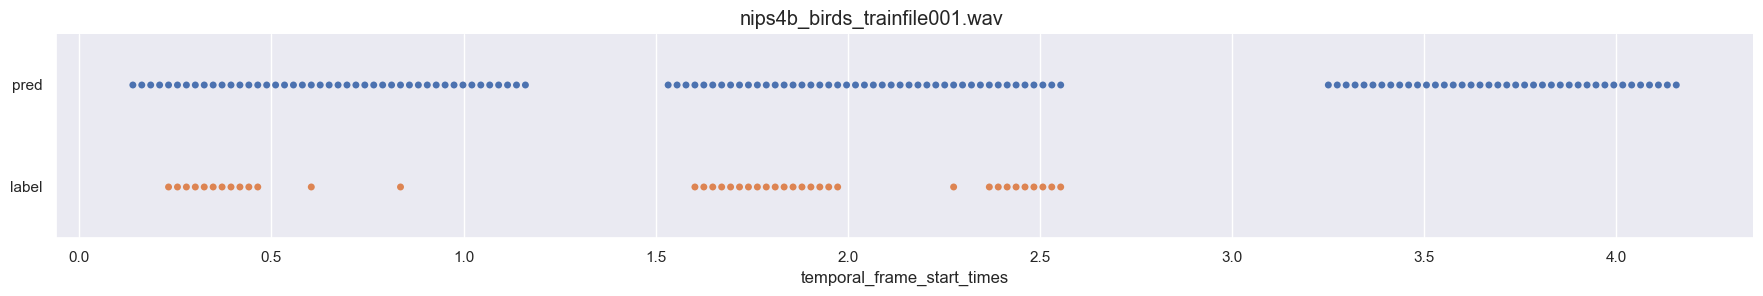 nips4b_birds_trainfile001.wav
pred
label
0.0 0.5 1.0 1.5 2.0 2.5 3.0 3.5 4.0
temporal_frame_start_times